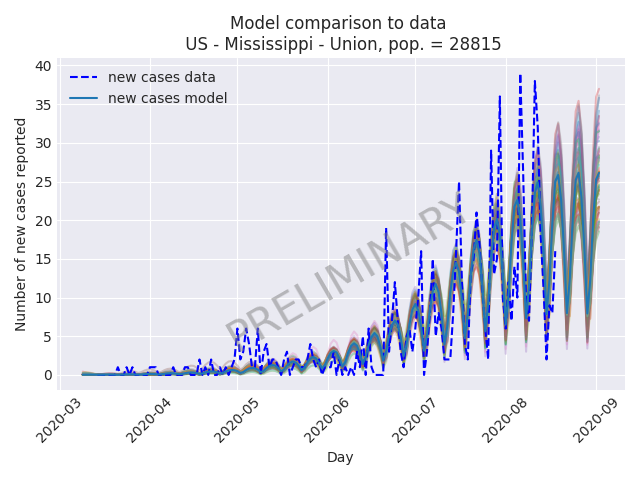 Model comparison to data
US - Mississippi - Union, pop. = 28815
new cases data
new cases model
PRELIMINARY
Number of new cases reported
40
35
30
25
20
15
10
5
0
2020-03
2020-04
2020-05
2020-06
2020-07
2020-08
2020-09
Day